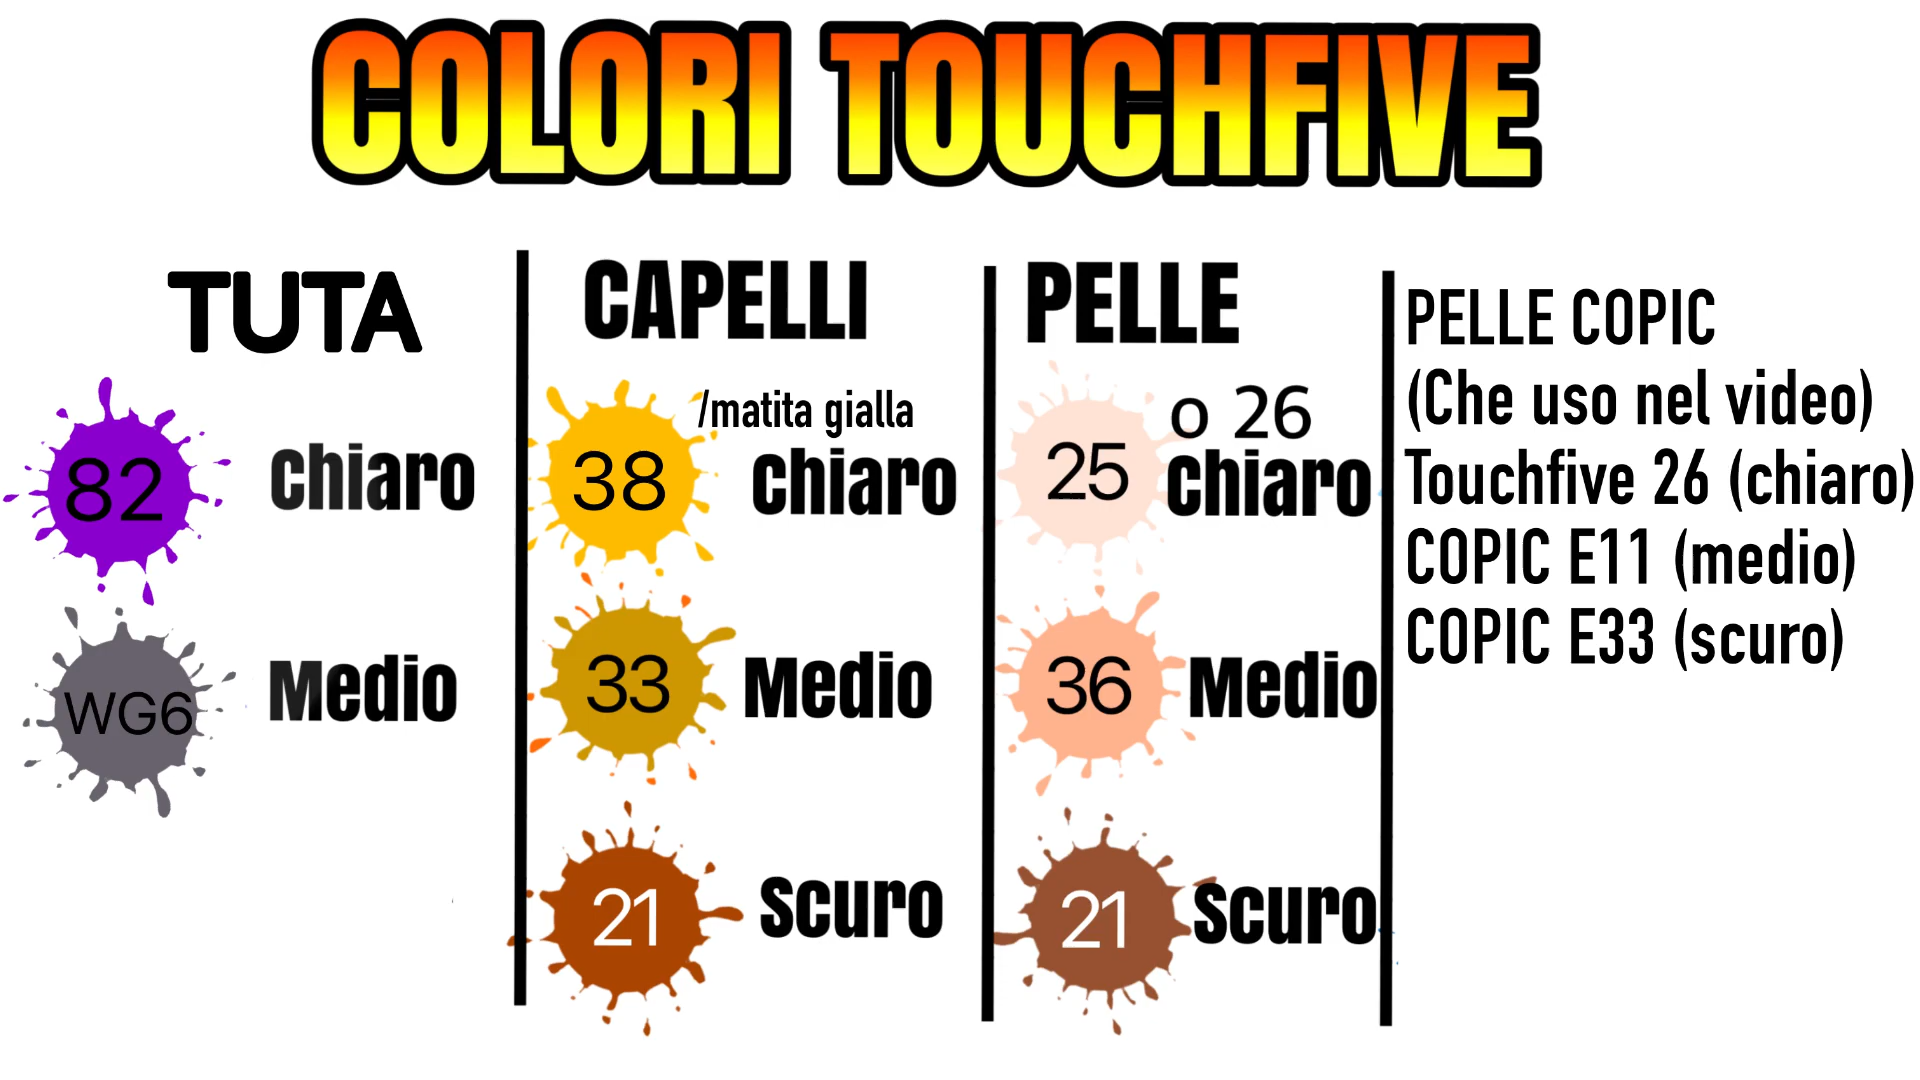 COLORI TOUCHFIVE
TUTA
82 Chiaro
WG6 Medio
CAPELLI
/matita gialla
38 Chiaro
33 Medio
21 Scuro
PELLE
o 26
25 Chiaro
36 Medio
21 Scuro
PELLE COPIC
(Che uso nel video)
Touchfive 26 (chiaro)
COPIC E11 (medio)
COPIC E33 (scuro)